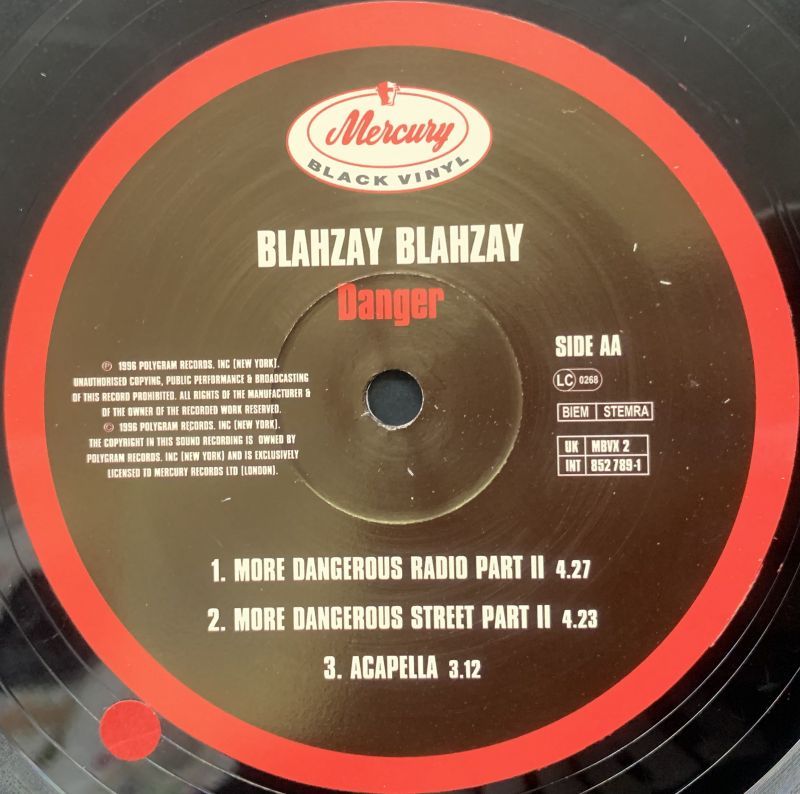 Mercury
BLACK VINYL
BLAHZAY BLAHZAY
Danger
SIDE AA
LC 0268
BIEM STEMRA
UK MBVX 2
INT 852 789-1
℗ 1996 POLYGRAM RECORDS. INC (NEW YORK).
UNAUTHORISED COPYING, PUBLIC PERFORMANCE & BROADCASTING
OF THIS RECORD PROHIBITED. ALL RIGHTS OF THE MANUFACTURER &
OF THE OWNER OF THE RECORDED WORK RESERVED.
© 1996 POLYGRAM RECORDS. INC (NEW YORK).
THE COPYRIGHT IN THIS SOUND RECORDING IS OWNED BY
POLYGRAM RECORDS. INC (NEW YORK) AND IS EXCLUSIVELY
LICENSED TO MERCURY RECORDS LTD (LONDON).
1. MORE DANGEROUS RADIO PART II 4.27
2. MORE DANGEROUS STREET PART II 4.23
3. ACAPELLA 3.12